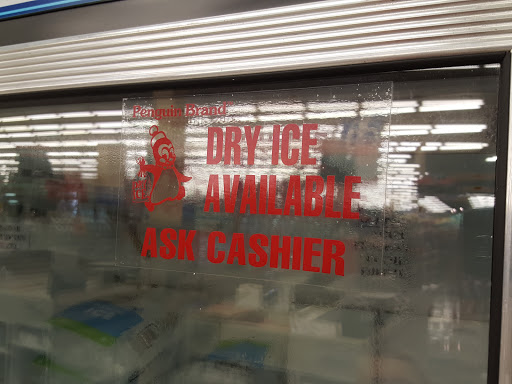 Penguin Brand
DRY ICE
AVAILABLE
ASK CASHIER